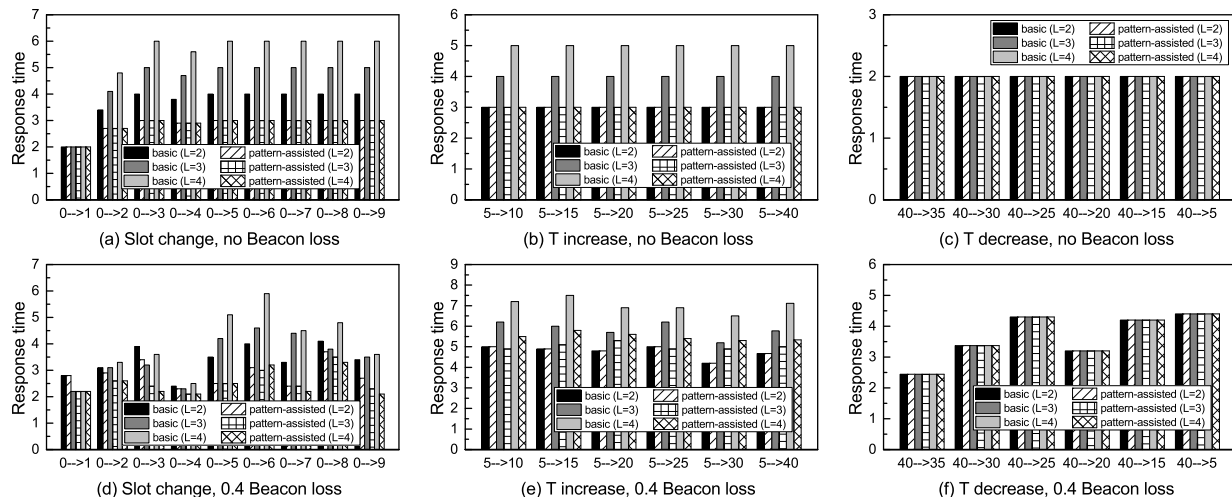 7
6
5
4
3
2
1
0
Response time
basic (L=2) pattern-assisted (L=2)
basic (L=3) pattern-assisted (L=3)
basic (L=4) pattern-assisted (L=4)
0-->1 0-->2 0-->3 0-->4 0-->5 0-->6 0-->7 0-->8 0-->9
(a) Slot change, no Beacon loss
6
5
4
3
2
1
0
Response time
basic (L=2) pattern-assisted (L=2)
basic (L=3) pattern-assisted (L=3)
basic (L=4) pattern-assisted (L=4)
5-->10 5-->15 5-->20 5-->25 5-->30 5-->40
(b) T increase, no Beacon loss
3
2
1
0
Response time
basic (L=2) pattern-assisted (L=2)
basic (L=3) pattern-assisted (L=3)
basic (L=4) pattern-assisted (L=4)
40-->35 40-->30 40-->25 40-->20 40-->15 40-->5
(c) T decrease, no Beacon loss
7
6
5
4
3
2
1
0
Response time
basic (L=2) pattern-assisted (L=2)
basic (L=3) pattern-assisted (L=3)
basic (L=4) pattern-assisted (L=4)
0-->1 0-->2 0-->3 0-->4 0-->5 0-->6 0-->7 0-->8 0-->9
(d) Slot change, 0.4 Beacon loss
9
8
7
6
5
4
3
2
1
0
Response time
basic (L=2) pattern-assisted (L=2)
basic (L=3) pattern-assisted (L=3)
basic (L=4) pattern-assisted (L=4)
5-->10 5-->15 5-->20 5-->25 5-->30 5-->40
(e) T increase, 0.4 Beacon loss
6
5
4
3
2
1
0
Response time
basic (L=2) pattern-assisted (L=2)
basic (L=3) pattern-assisted (L=3)
basic (L=4) pattern-assisted (L=4)
40-->35 40-->30 40-->25 40-->20 40-->15 40-->5
(f) T decrease, 0.4 Beacon loss